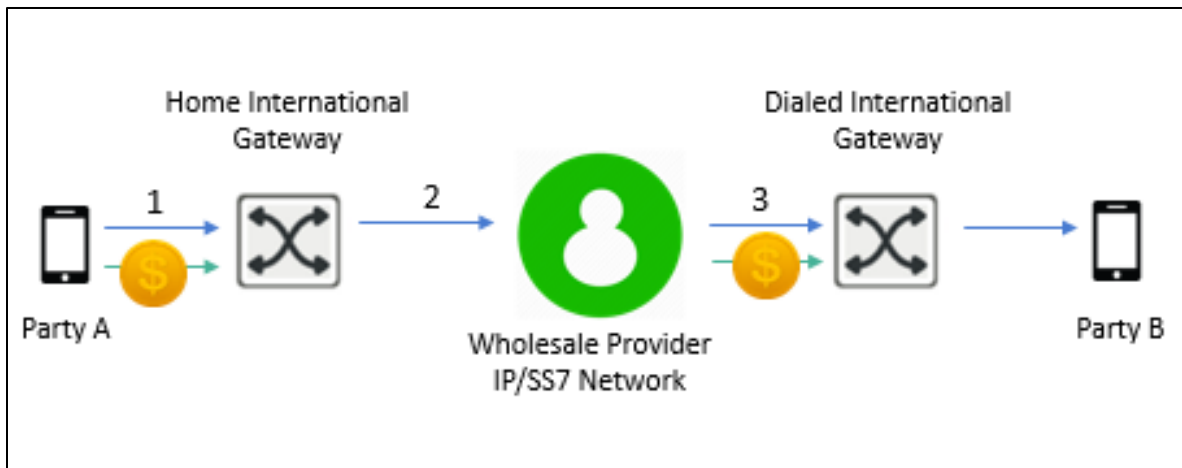 Home International
Gateway
Dialed International
Gateway
1
2
3
$
$
Party A
Wholesale Provider
IP/SS7 Network
Party B